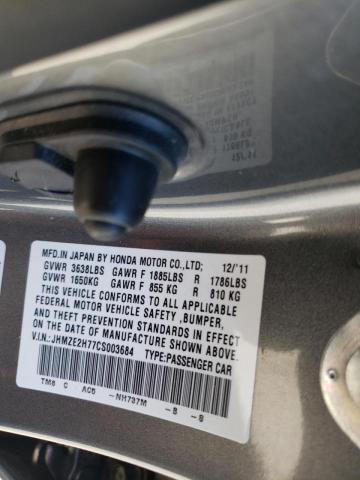 MFD.IN JAPAN BY HONDA MOTOR CO.,LTD; 12/'11
GVWR 3638LBS GAWR F 1885LBS R 1786LBS
GVWR 1650KG GAWR F 855 KG R 810 KG
THIS VEHICLE CONFORMS TO ALL APPLICABLE
FEDERAL MOTOR VEHICLE SAFETY ,BUMPER,
AND THEFT PREVENTION STANDARDS IN EFFECT
ON THE DATE OF MANUFACTURE SHOWN ABOVE.
V.I.N.:JHMZE2H77CS003684 TYPE:PASSENGER CAR
TM8 C AC5 -NH737M -B -B